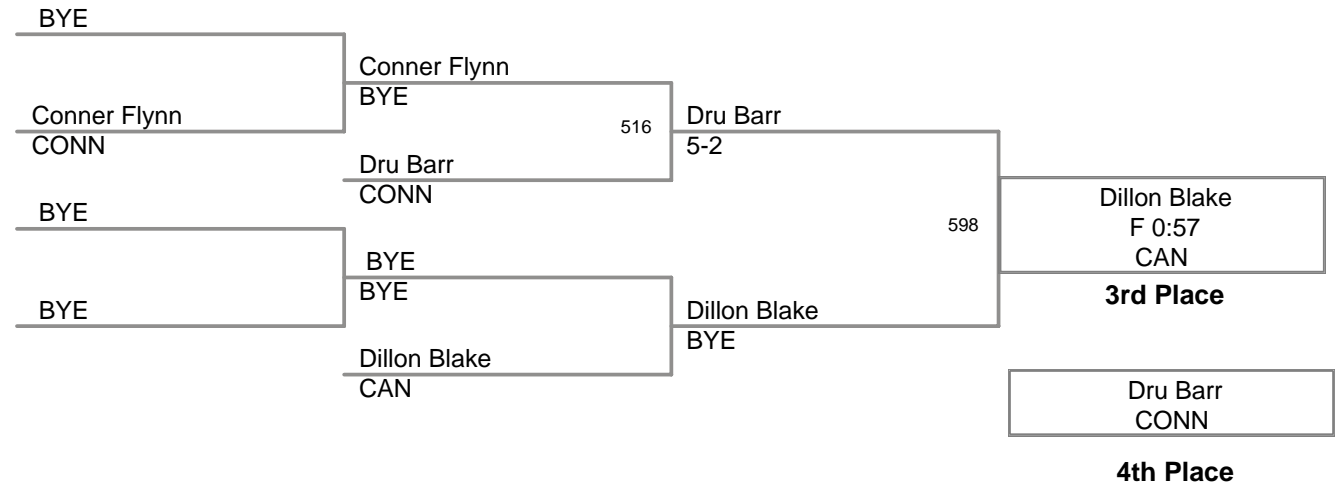 BYE
Conner Flynn
BYE
Conner Flynn
CONN
516
Dru Barr
5-2
Dru Barr
CONN
BYE
Dillon Blake
F 0:57
CAN
598
BYE
BYE
3rd Place
BYE
Dillon Blake
BYE
Dillon Blake
CAN
Dru Barr
CONN
4th Place